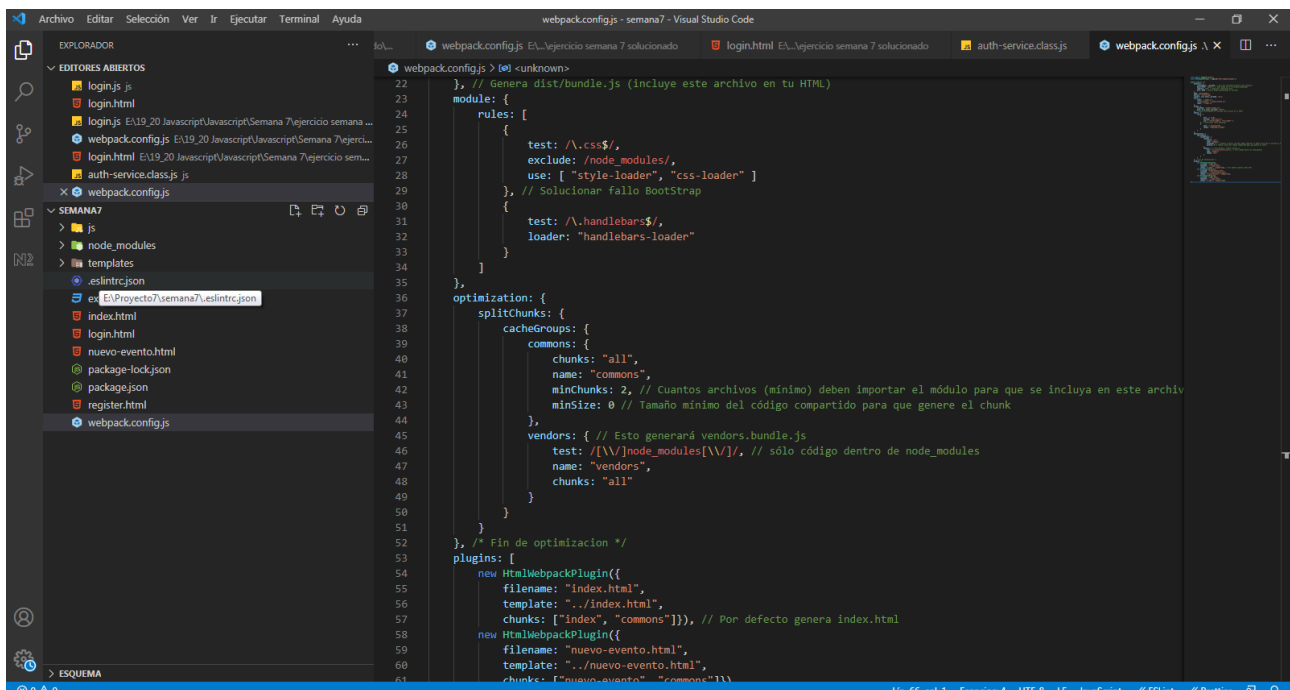 Archivo Editar Selección Ver Ir Ejecutar Terminal Ayuda
webpack.config.js - semana7 - Visual Studio Code
EXPLORADOR
EDITORES ABIERTOS
login.js js
login.html
login.js E:\19_20 Javascript\Javascript\Semana 7\ejercicio semana ...
webpack.config.js E:\19_20 Javascript\Javascript\Semana 7\ejerci...
login.html E:\19_20 Javascript\Javascript\Semana 7\ejercicio sem...
auth-service.class.js js
webpack.config.js
SEMANA7
js
node_modules
templates
.eslintrc.json
ex
E:\Proyecto7\semana7\.eslintrc.json
index.html
login.html
nuevo-evento.html
package-lock.json
package.json
register.html
webpack.config.js
ESQUEMA
webpack.config.js E:\...\ejercicio semana 7 solucionado
login.html E:\...\ejercicio semana 7 solucionado
auth-service.class.js
webpack.config.js .\
webpack.config.js > <unknown>
22 }, // Genera dist/bundle.js (incluye este archivo en tu HTML)
23 module: {
24 rules: [
25 {
26 test: /\.css$/,
27 exclude: /node_modules/,
28 use: [ "style-loader", "css-loader" ]
29 }, // Solucionar fallo BootStrap
30 {
31 test: /\.handlebars$/,
32 loader: "handlebars-loader"
33 }
34 ]
35 },
36 optimization: {
37 splitChunks: {
38 cacheGroups: {
39 commons: {
40 chunks: "all",
41 name: "commons",
42 minChunks: 2, // Cuantos archivos (mínimo) deben importar el módulo para que se incluya en este archiv
43 minSize: 0 // Tamaño mínimo del código compartido para que genere el chunk
44 },
45 vendors: { // Esto generará vendors.bundle.js
46 test: /[\\/]node_modules[\\/]/, // sólo código dentro de node_modules
47 name: "vendors",
48 chunks: "all"
49 }
50 }
51 }
52 }, /* Fin de optimizacion */
53 plugins: [
54 new HtmlWebpackPlugin({
55 filename: "index.html",
56 template: "../index.html",
57 chunks: ["index", "commons"]}), // Por defecto genera index.html
58 new HtmlWebpackPlugin({
59 filename: "nuevo-evento.html",
60 template: "../nuevo-evento.html",
61 chunks: ["nuevo-evento", "commons"]})